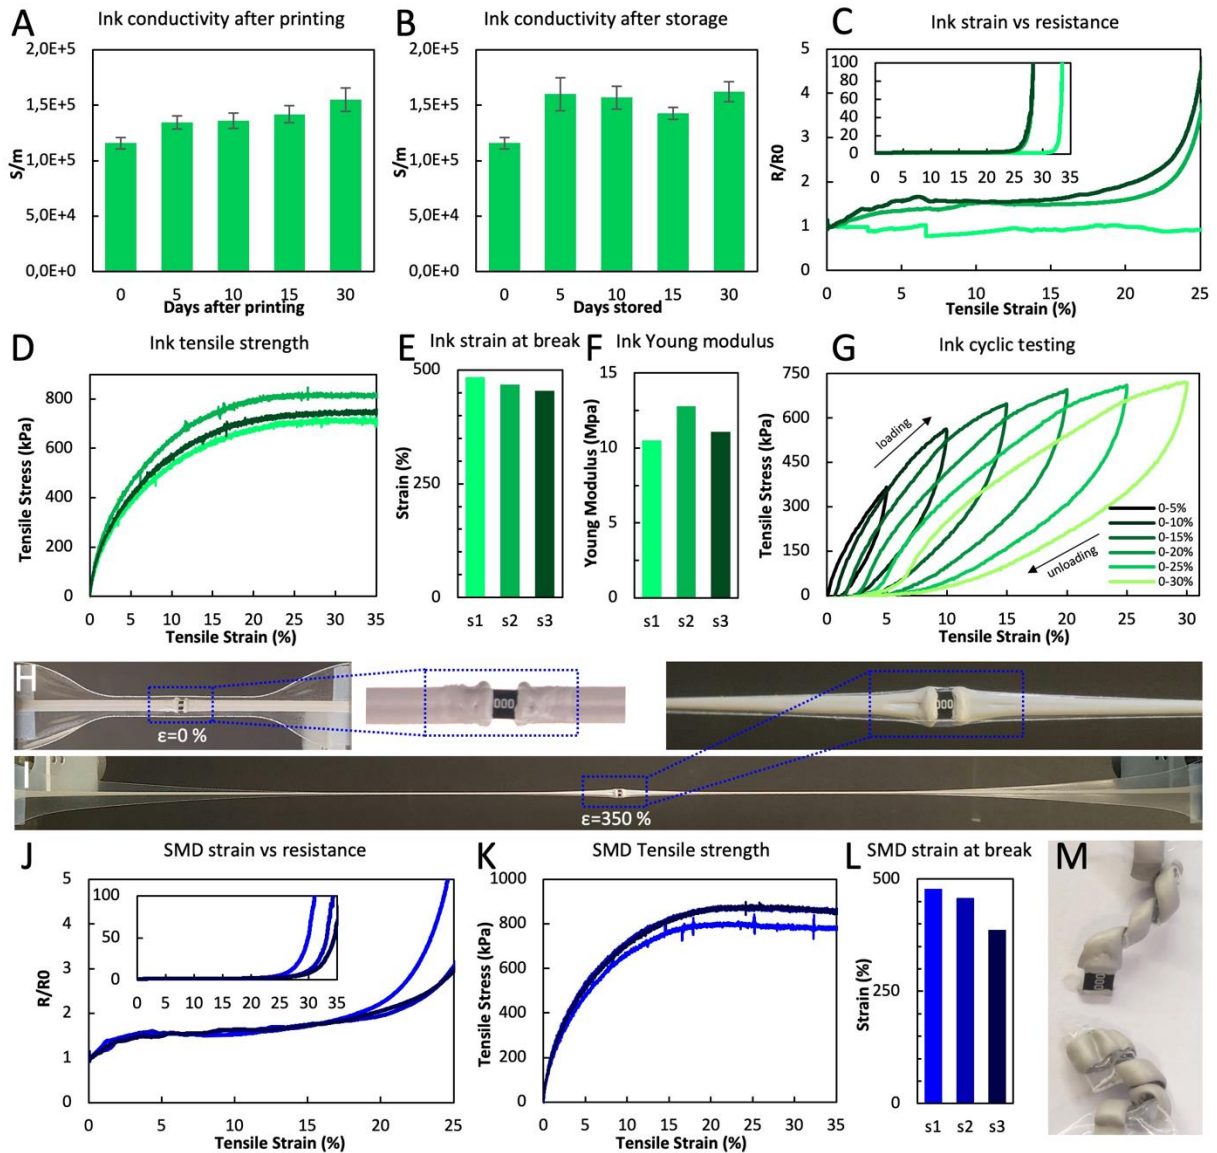 A Ink conductivity after printing
2,0E+5
1,5E+5
1,0E+5
5,0E+4
0,0E+0
S/m
0 5 10 15 30
Days after printing
B Ink conductivity after storage
2,0E+5
1,5E+5
1,0E+5
5,0E+4
0,0E+0
S/m
0 5 10 15 30
Days stored
C Ink strain vs resistance
5
4
3
2
1
0
R/R0
100
80
60
40
20
0
0 5 10 15 20 25 28 33 35
0 5 10 15 20 25
Tensile Strain (%)
D Ink tensile strength
800
600
400
200
0
Tensile Stress (kPa)
0 5 10 15 20 25 30 35
Tensile Strain (%)
E Ink strain at break
500
250
0
Strain (%)
s1 s2 s3
F Ink Young modulus
15
10
5
0
Young Modulus (Mpa)
s1 s2 s3
G Ink cyclic testing
750
600
450
300
150
0
Tensile Stress (kPa)
loading
unloading
0-5%
0-10%
0-15%
0-20%
0-25%
0-30%
0 5 10 15 20 25 30
Tensile Strain (%)
H
ε=0 %
000
000
I
ε=350 %
J SMD strain vs resistance
5
4
3
2
1
0
R/R0
100
50
0
0 5 10 15 20 25 30 35
0 5 10 15 20 25
Tensile Strain (%)
K SMD Tensile strength
1000
800
600
400
200
0
Tensile Stress (kPa)
0 5 10 15 20 25 30 35
Tensile Strain (%)
L SMD strain at break
500
250
0
Strain (%)
s1 s2 s3
M
000